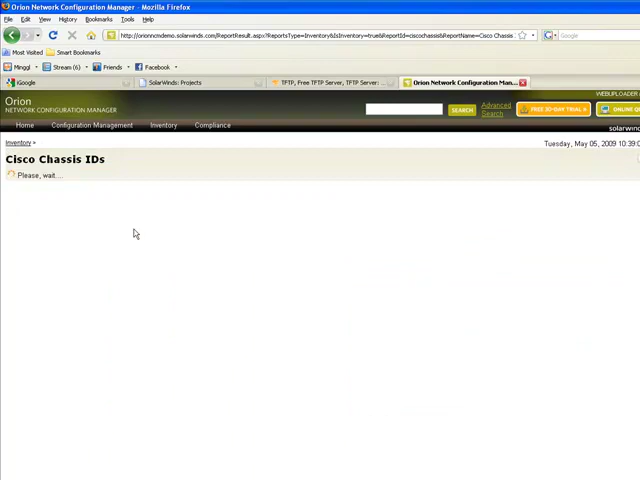 Orion Network Configuration Manager - Mozilla Firefox
File Edit View History Bookmarks Tools Help
http://orionncmdemo.solarwinds.com/ReportResult.aspx?ReportsType=Inventory&IsInventory=true&ReportId=ciscochassis&ReportName=Cisco Chassis Google
Most Visited Smart Bookmarks
Minggl Stream (6) Friends Facebook
iGoogle SolarWinds: Projects TFTP, Free TFTP Server, TFTP Server: ... Orion Network Configuration Man...
WEBUPLOADER
Orion
NETWORK CONFIGURATION MANAGER
SEARCH Advanced Search FREE 30-DAY TRIAL » ONLINE
Home Configuration Management Inventory Compliance
Inventory »
Tuesday, May 05, 2009 10:39:0
Cisco Chassis IDs
Please, wait....